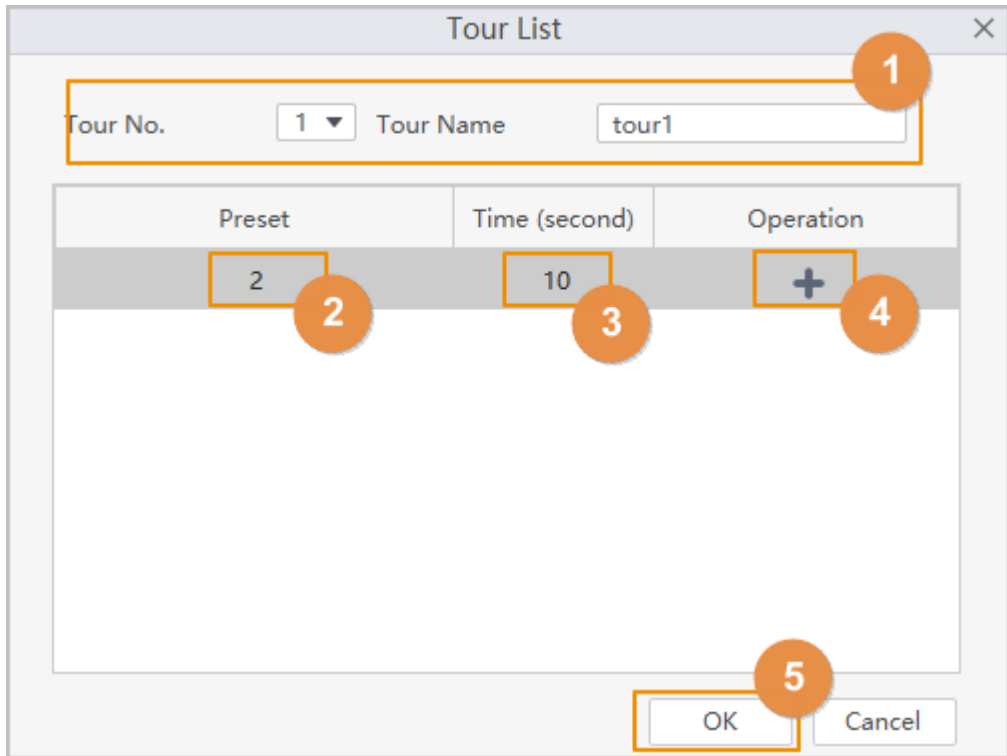 Tour List
1
Tour No. 1 Tour Name tour1
Preset Time (second) Operation
2 10
2 3 4
5
OK Cancel